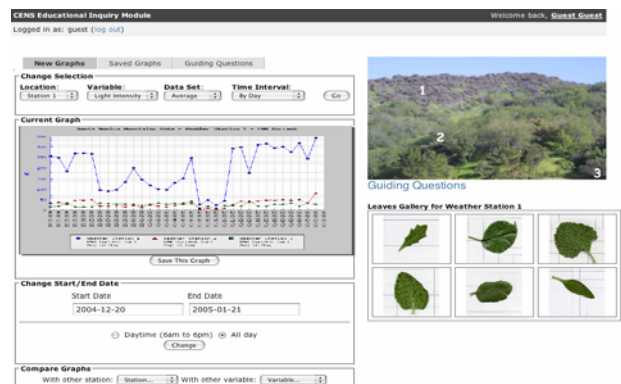 CENS Educational Inquiry Module
Welcome back, Guest Guest
Logged in as: guest (log out)
New Graphs Saved Graphs Guiding Questions
Change Selection
Location: Variable: Data Set: Time Interval:
Station 1 Light Intensity Average By Day Go
Current Graph
Save This Graph
Change Start/End Date
Start Date End Date
2004-12-20 2005-01-21
Daytime (6am to 6pm) All day
Change
Compare Graphs
With other station: Station... With other variable: Variable...
1
2
3
Guiding Questions
Leaves Gallery for Weather Station 1